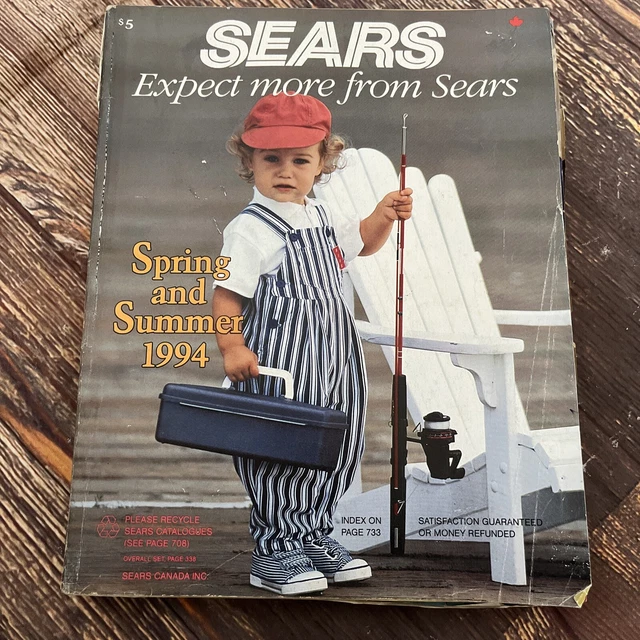 $5
SEARS
Expect more from Sears
Spring
and
Summer
1994
PLEASE RECYCLE
SEARS CATALOGUES
(SEE PAGE 708)
OVERALL SET, PAGE 338
SEARS CANADA INC.
INDEX ON
PAGE 733
SATISFACTION GUARANTEED
OR MONEY REFUNDED